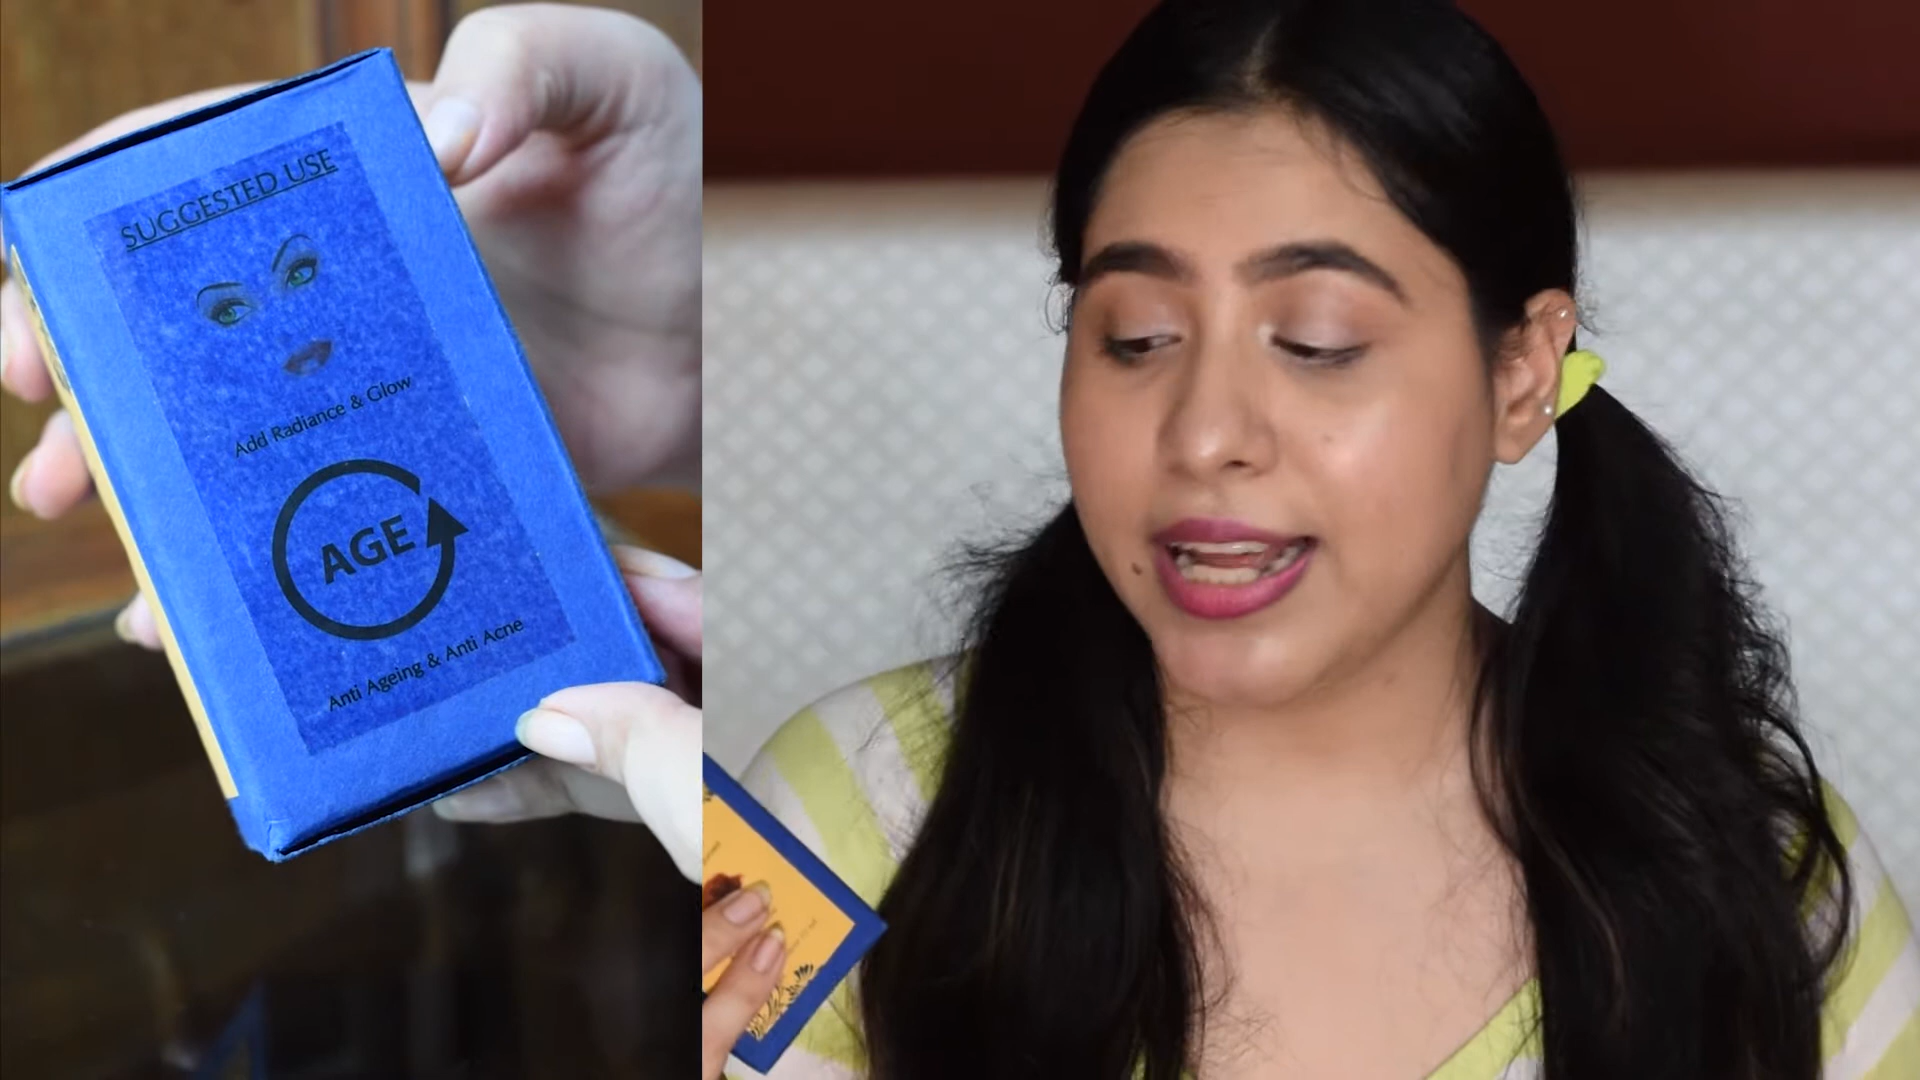 SUGGESTED USE
Add Radiance & Glow
AGE
Anti Ageing & Anti Acne